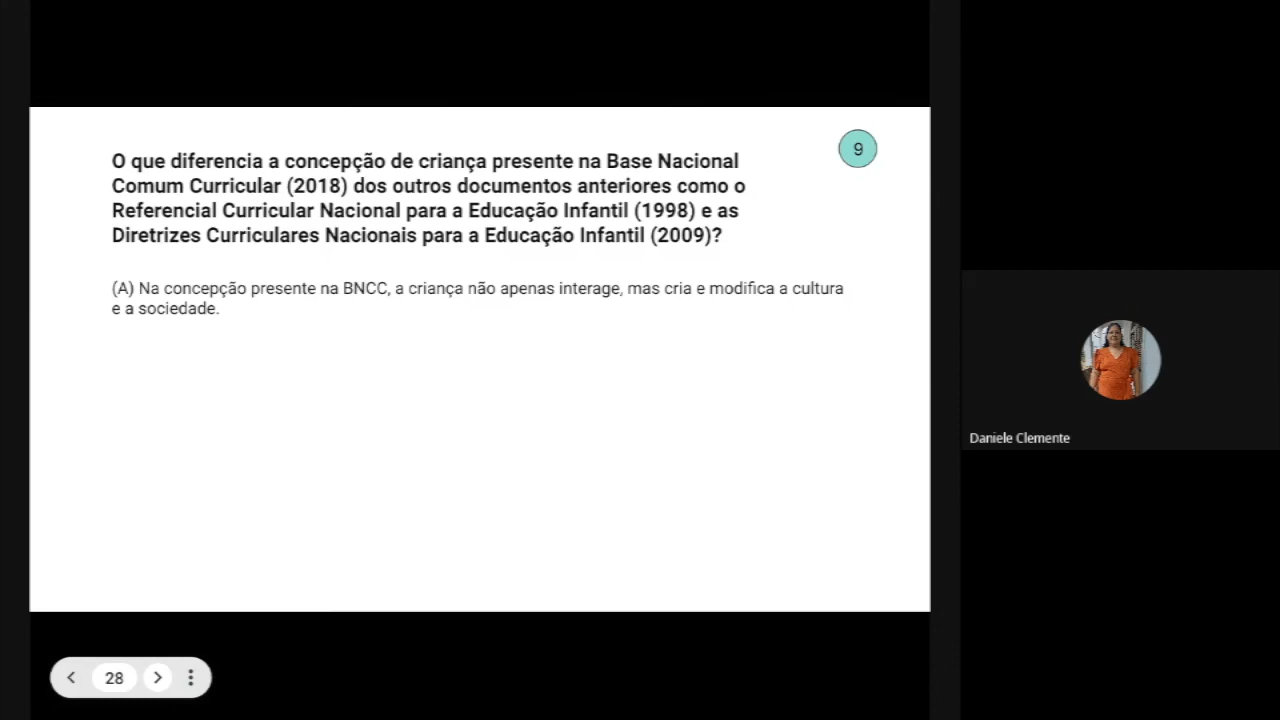 9
O que diferencia a concepção de criança presente na Base Nacional
Comum Curricular (2018) dos outros documentos anteriores como o
Referencial Curricular Nacional para a Educação Infantil (1998) e as
Diretrizes Curriculares Nacionais para a Educação Infantil (2009)?
(A) Na concepção presente na BNCC, a criança não apenas interage, mas cria e modifica a cultura
e a sociedade.
Daniele Clemente
28